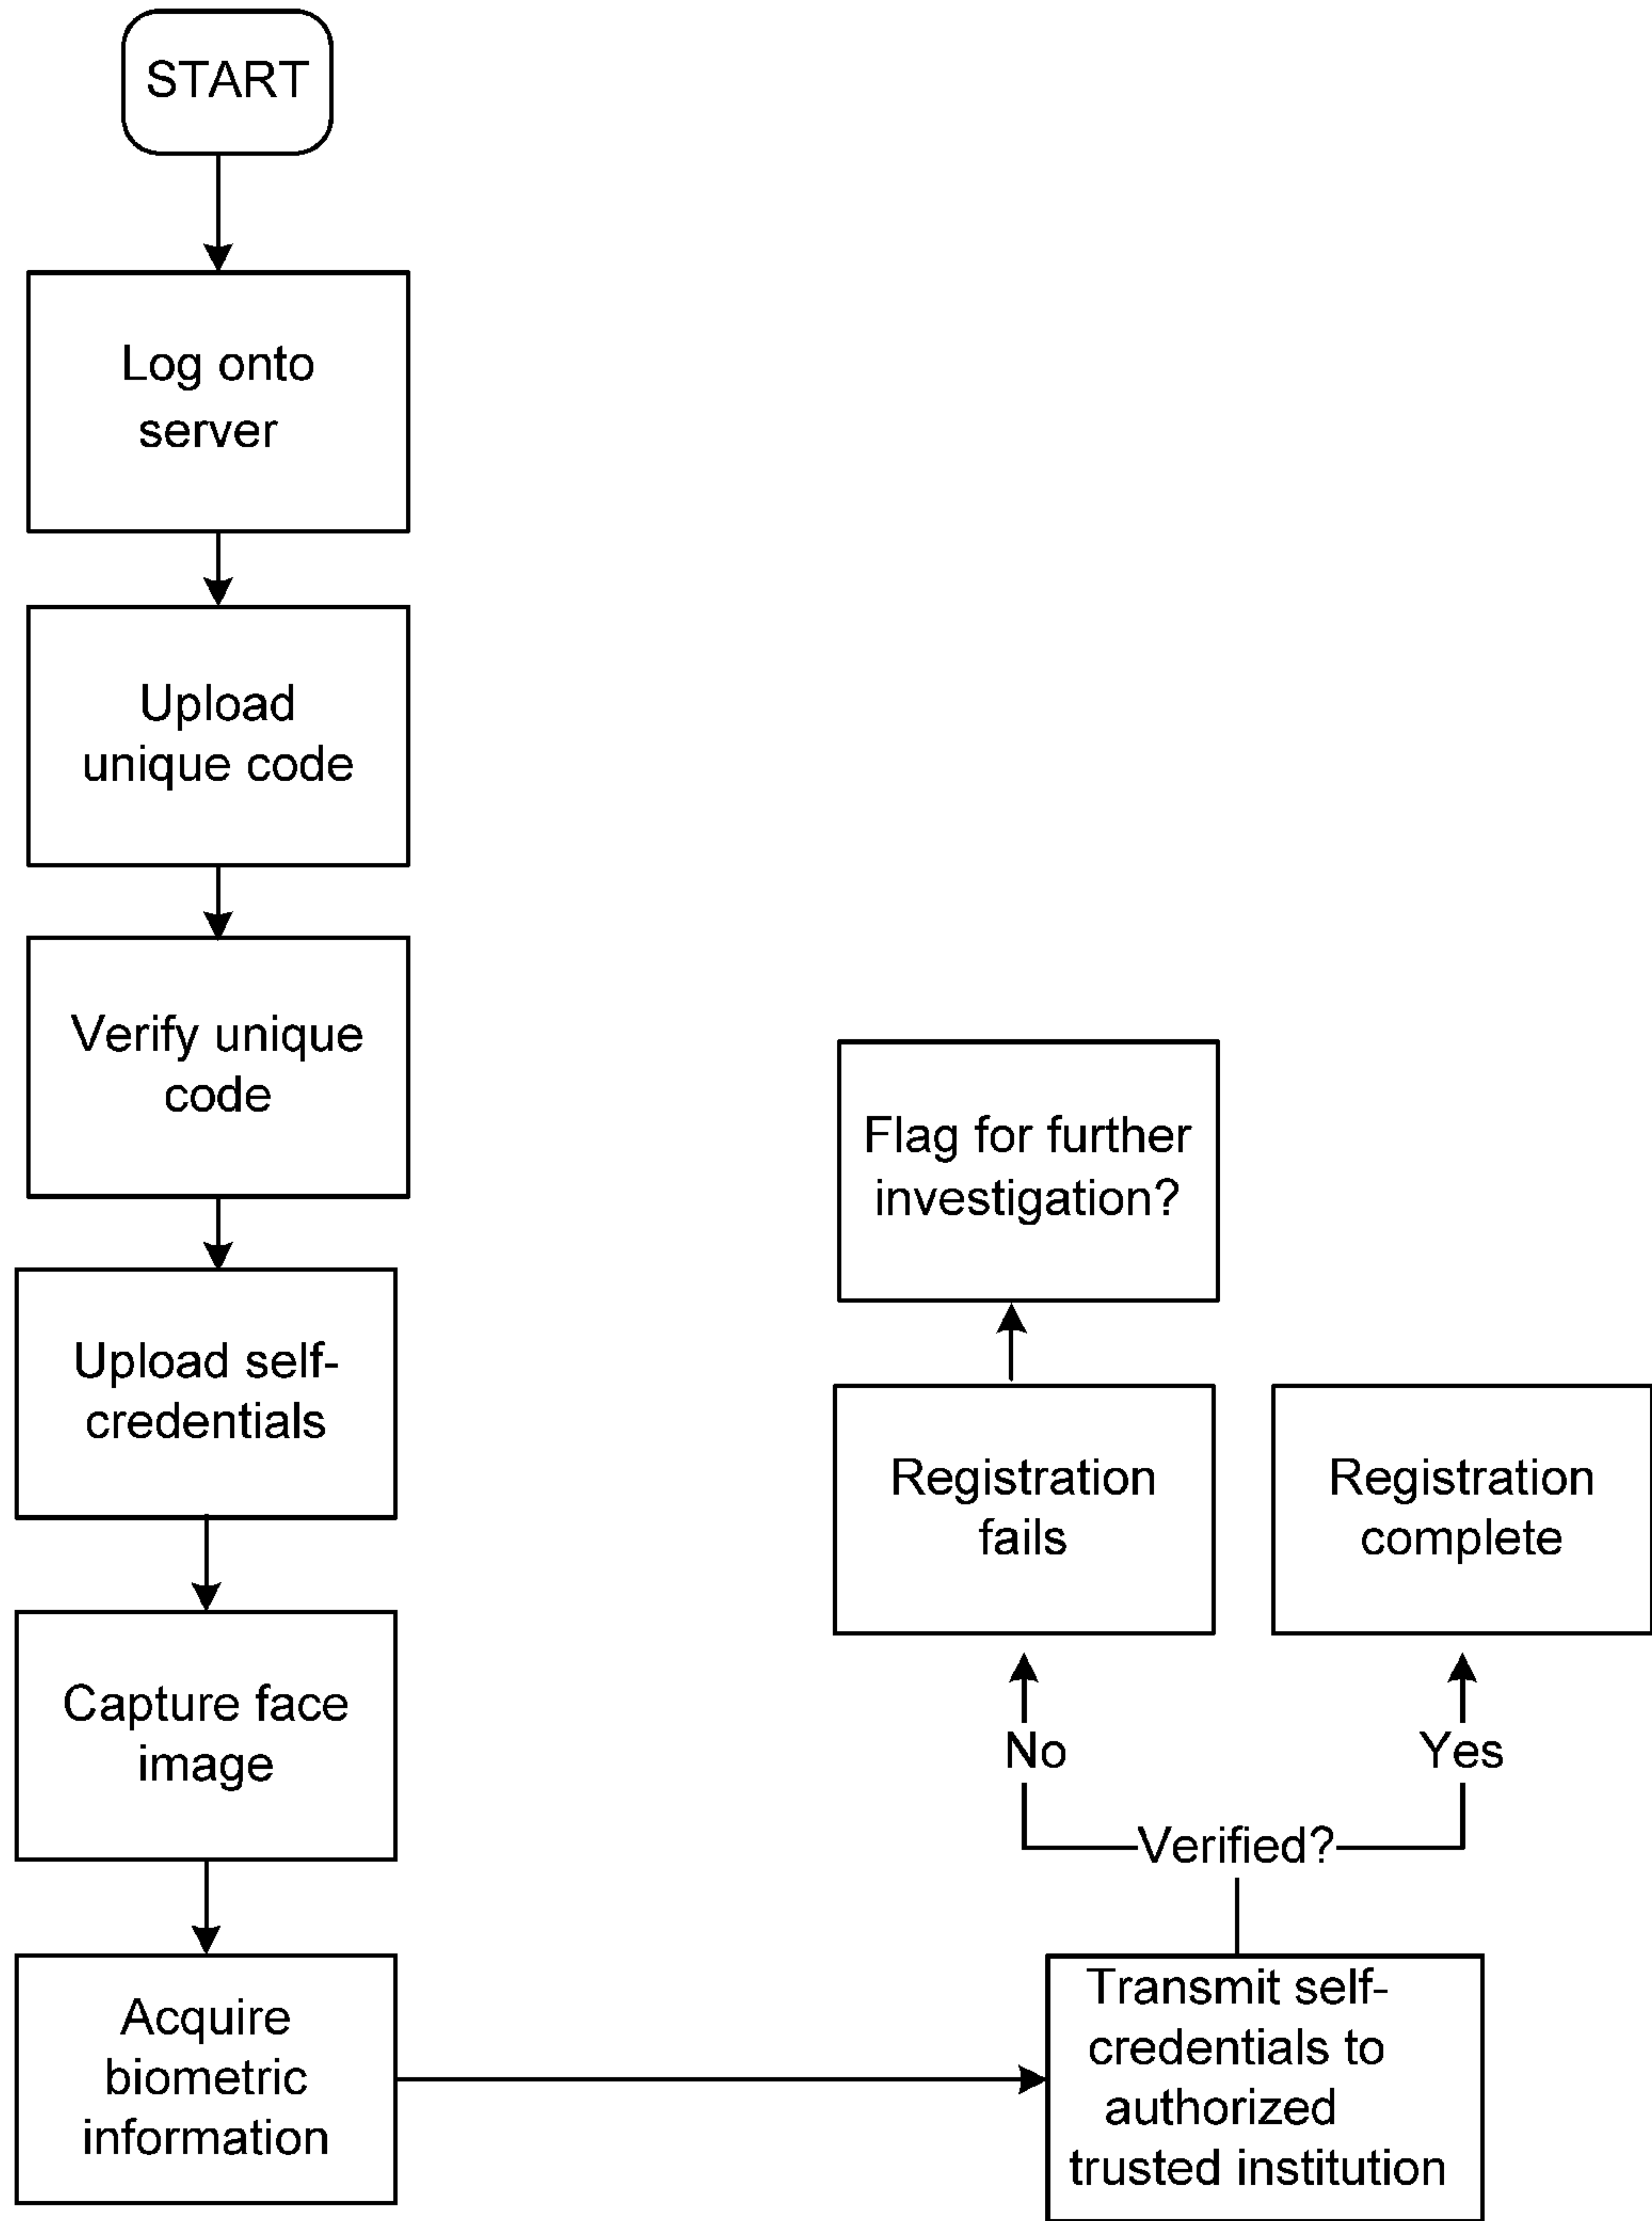 START
Log onto
server
Upload
unique code
Verify unique
code
Upload self-
credentials
Capture face
image
Acquire
biometric
information
Transmit self-
credentials to
authorized
trusted institution
Verified?
No
Yes
Registration
fails
Registration
complete
Flag for further
investigation?